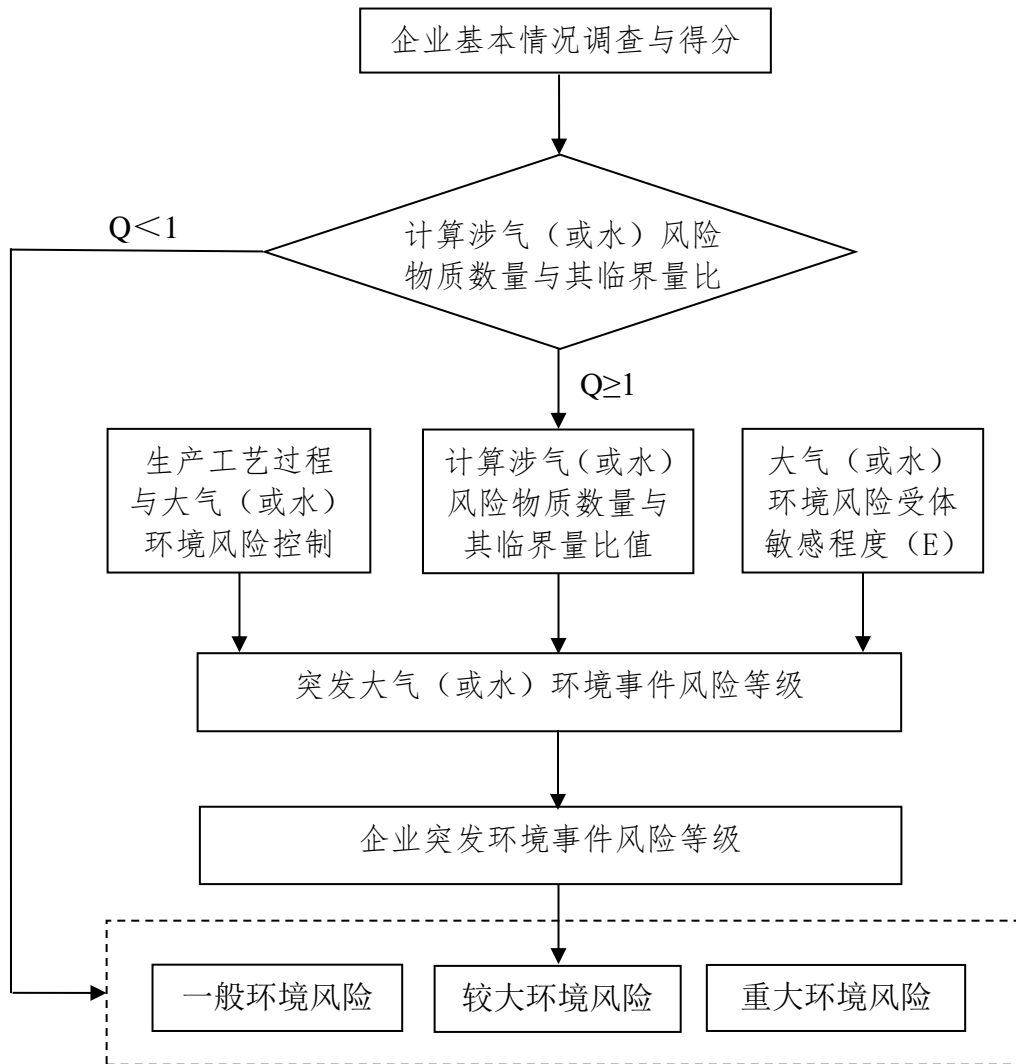 企业基本情况调查与得分
Q＜1
计算涉气（或水）风险
物质数量与其临界量比
Q≥1
生产工艺过程
与大气（或水）
环境风险控制
计算涉气(或水)
风险物质数量与
其临界量比值
大气（或水）
环境风险受体
敏感程度（E）
突发大气（或水）环境事件风险等级
企业突发环境事件风险等级
一般环境风险
较大环境风险
重大环境风险